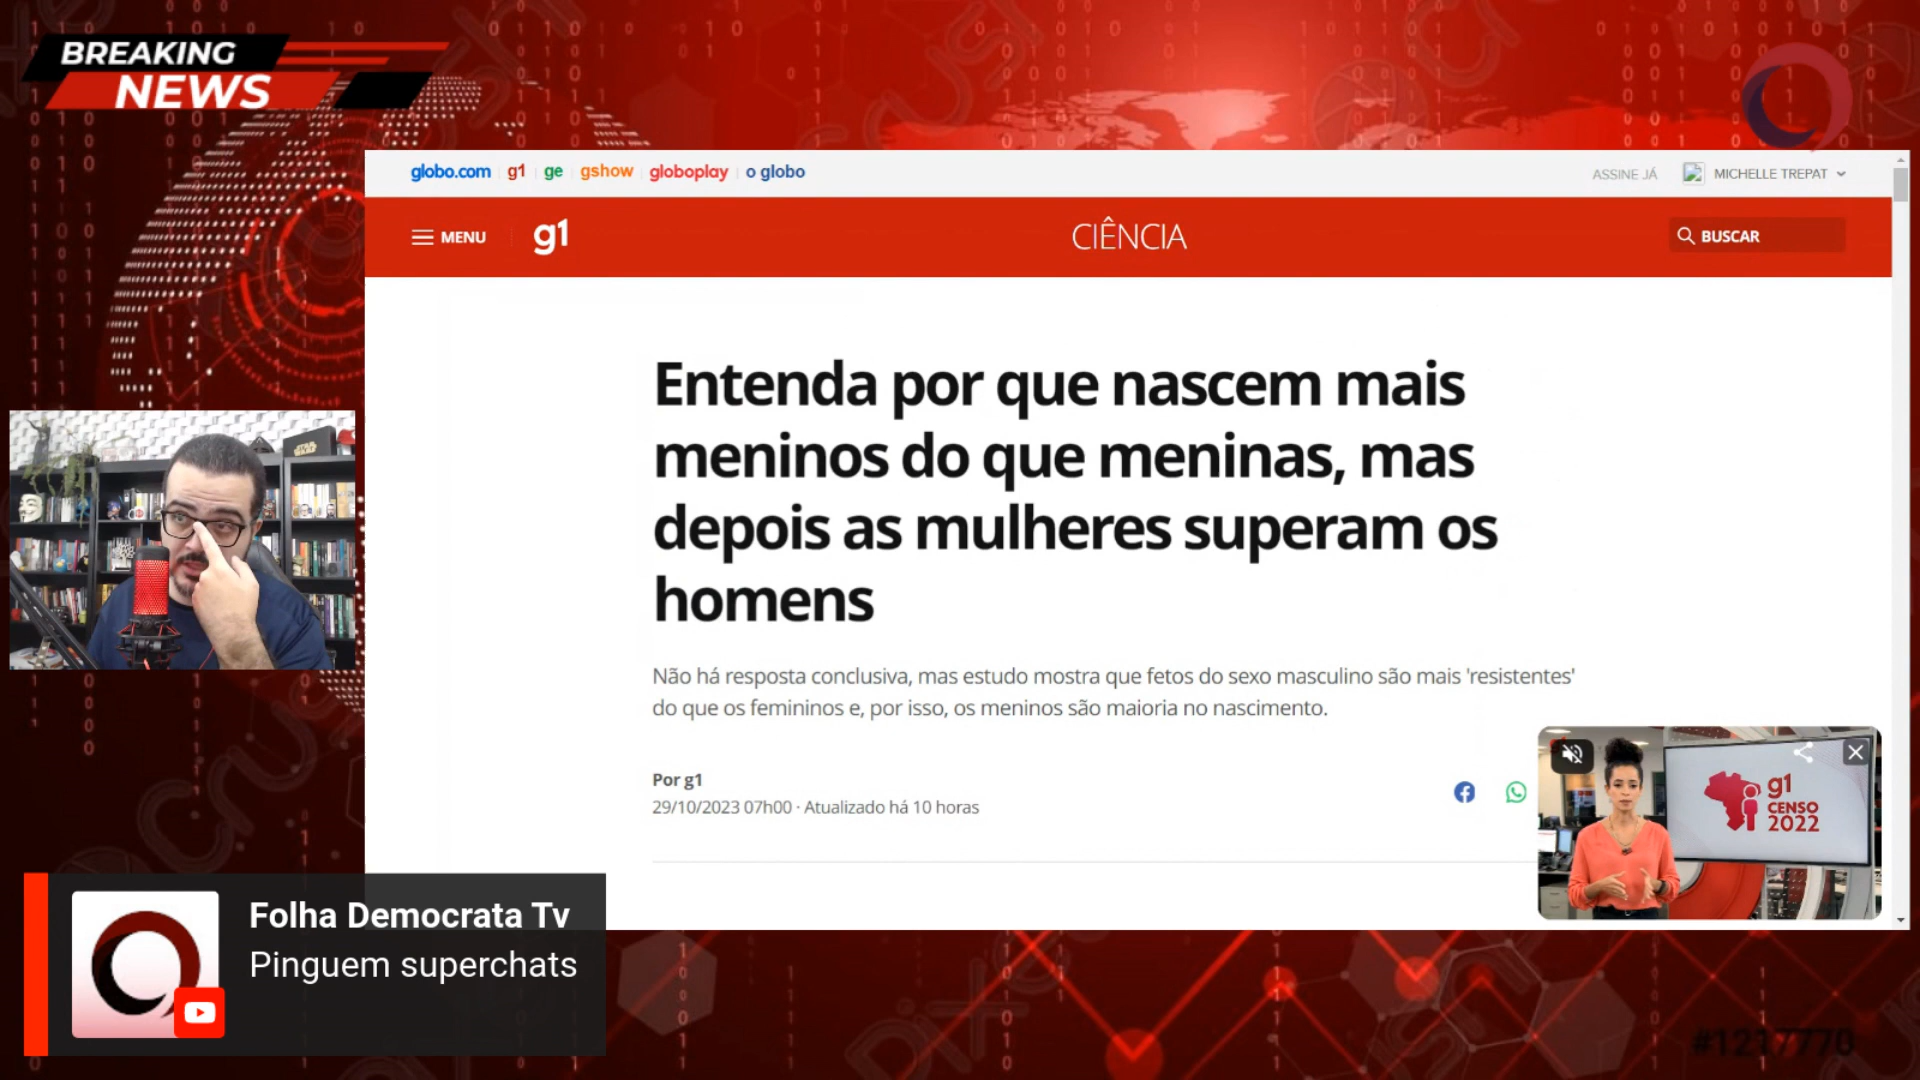 BREAKING
NEWS
globo.com g1 ge gshow globoplay o globo
ASSINE JÁ MICHELLE TREPAT
MENU g1 CIÊNCIA BUSCAR
Entenda por que nascem mais
meninos do que meninas, mas
depois as mulheres superam os
homens
Não há resposta conclusiva, mas estudo mostra que fetos do sexo masculino são mais 'resistentes'
do que os femininos e, por isso, os meninos são maioria no nascimento.
Por g1
29/10/2023 07h00 · Atualizado há 10 horas
g1
CENSO
2022
STAR
WARS
Folha Democrata Tv
Pinguem superchats
#1217770